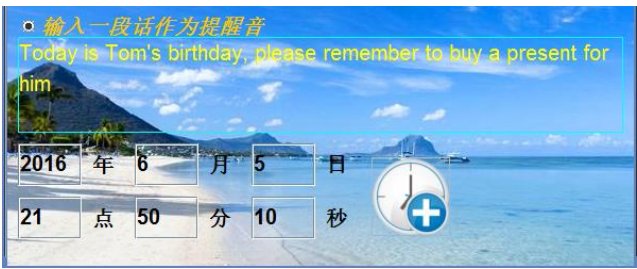 输入一段话作为提醒音
Today is Tom's birthday, please remember to buy a present for
him
2016 年 6 月 5 日
21 点 50 分 10 秒